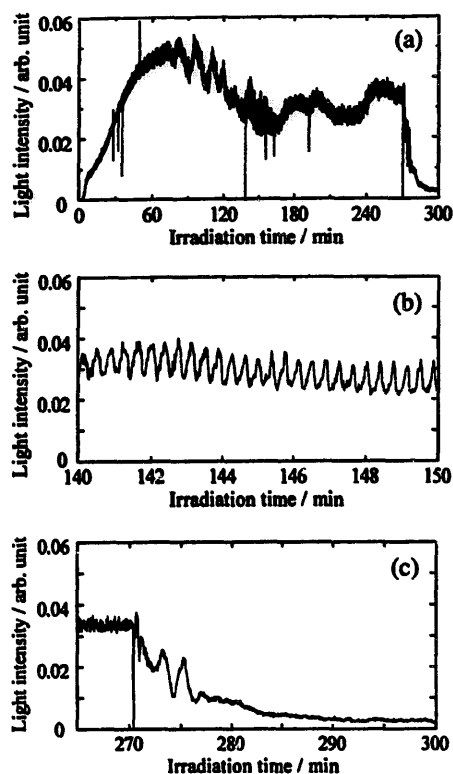 (a)
Light intensity / arb. unit
0.06
0.04
0.02
0
0 60 120 180 240 300
Irradiation time / min
(b)
Light intensity / arb. unit
0.06
0.04
0.02
0
140 142 144 146 148 150
Irradiation time / min
(c)
Light intensity / arb. unit
0.06
0.04
0.02
0
270 280 290 300
Irradiation time / min